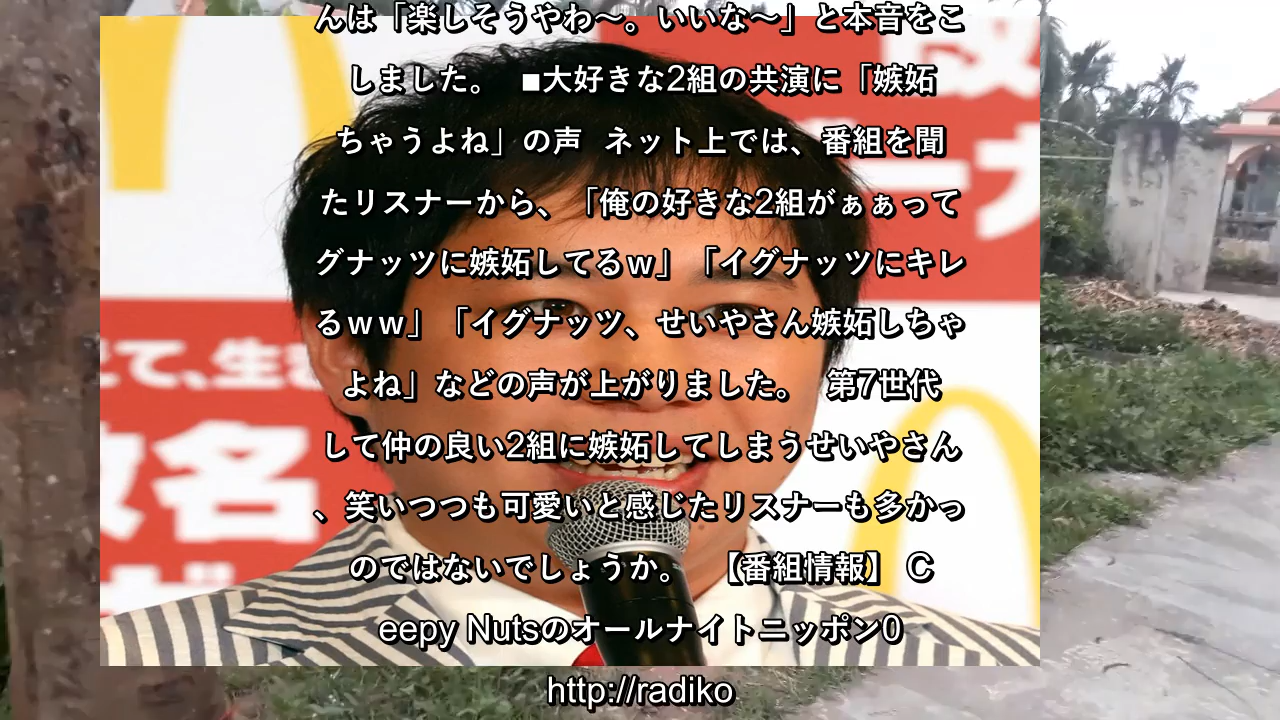 んは「楽しそうやわ～。いいな～」と本音をこ
しました。 ■大好きな2組の共演に「嫉妬
ちゃうよね」の声 ネット上では、番組を聞
たリスナーから、「俺の好きな2組がぁぁって
グナッツに嫉妬してるｗ」「イグナッツにキレ
るｗｗ」「イグナッツ、せいやさん嫉妬しちゃ
よね」などの声が上がりました。 第7世代
して仲の良い2組に嫉妬してしまうせいやさん
、笑いつつも可愛いと感じたリスナーも多かっ
のではないでしょうか。 【番組情報】 C
eepy Nutsのオールナイトニッポン0
http://radiko
て、生
名